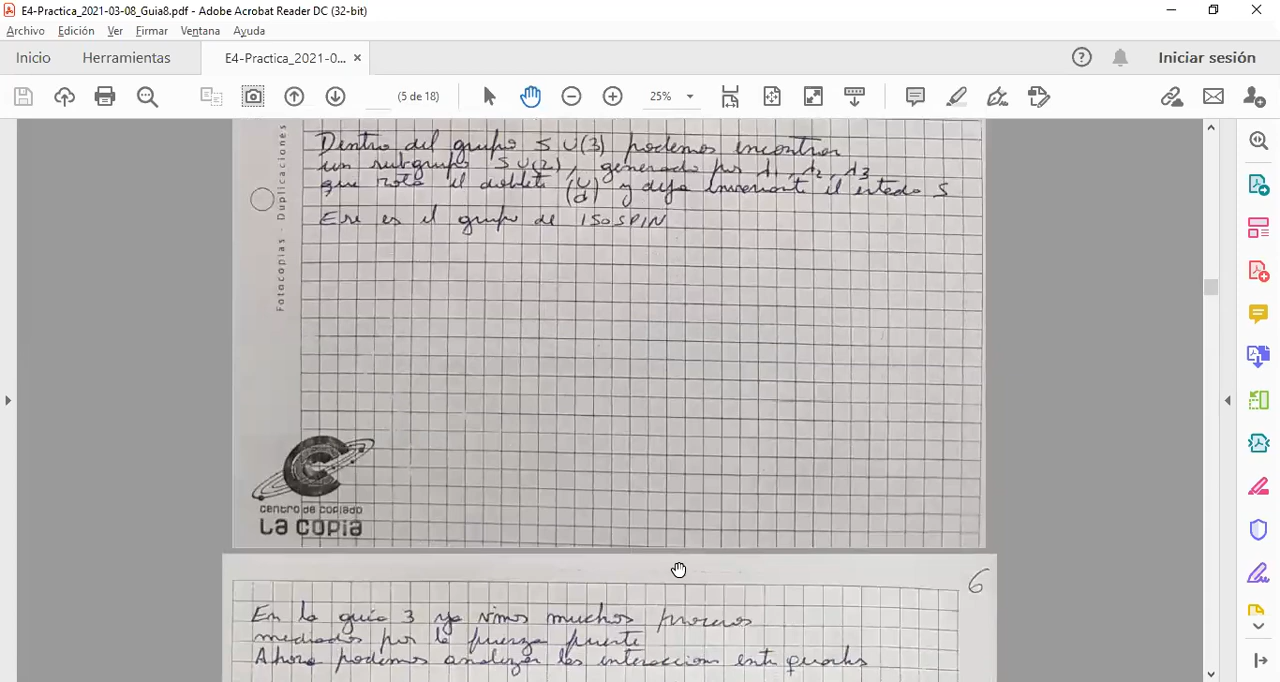 E4-Practica_2021-03-08_Guia8.pdf - Adobe Acrobat Reader DC (32-bit)
Archivo Edición Ver Firmar Ventana Ayuda
Inicio Herramientas E4-Practica_2021-0... × Iniciar sesión
(5 de 18) 25%
Dentro del grupo SU(3) podemos encontrar
un subgrupo SU(2), generado por λ1, λ2, λ3
que rota el doblete (u d) y deja invariante el estado S
Ese es el grupo de ISOSPIN
Fotocopias - Duplicaciones
centro de copiado
La Copia
6
En la guía 3 ya vimos muchos procesos
mediados por la fuerza fuerte
Ahora podemos analizar las interacciones entre quarks